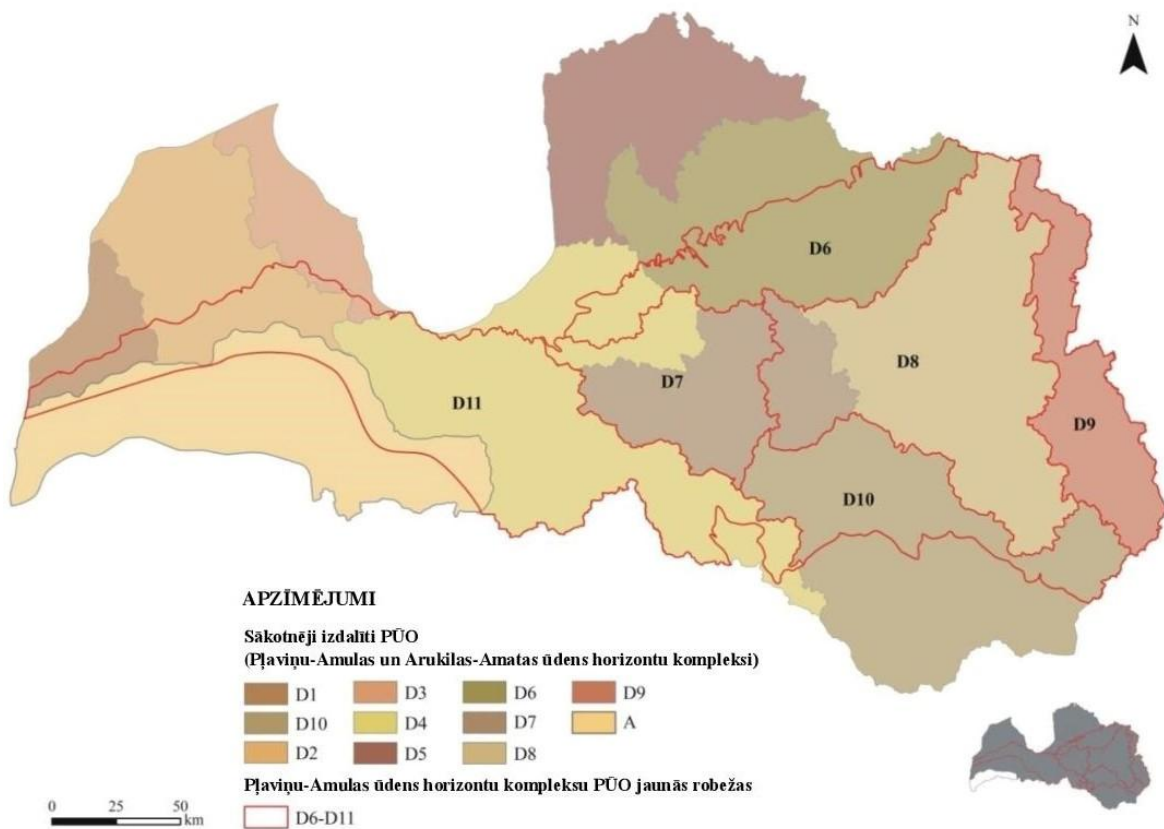 N
D6
D8
D7
D11
D9
D10
APZĪMĒJUMI
Sākotnēji izdalīti PŪO
(Pļaviņu-Amulas un Arukilas-Amatas ūdens horizontu kompleksi)
D1 D3 D6 D9
D10 D4 D7 A
D2 D5 D8
Pļaviņu-Amulas ūdens horizontu kompleksu PŪO jaunās robežas
D6-D11
0 25 50
km